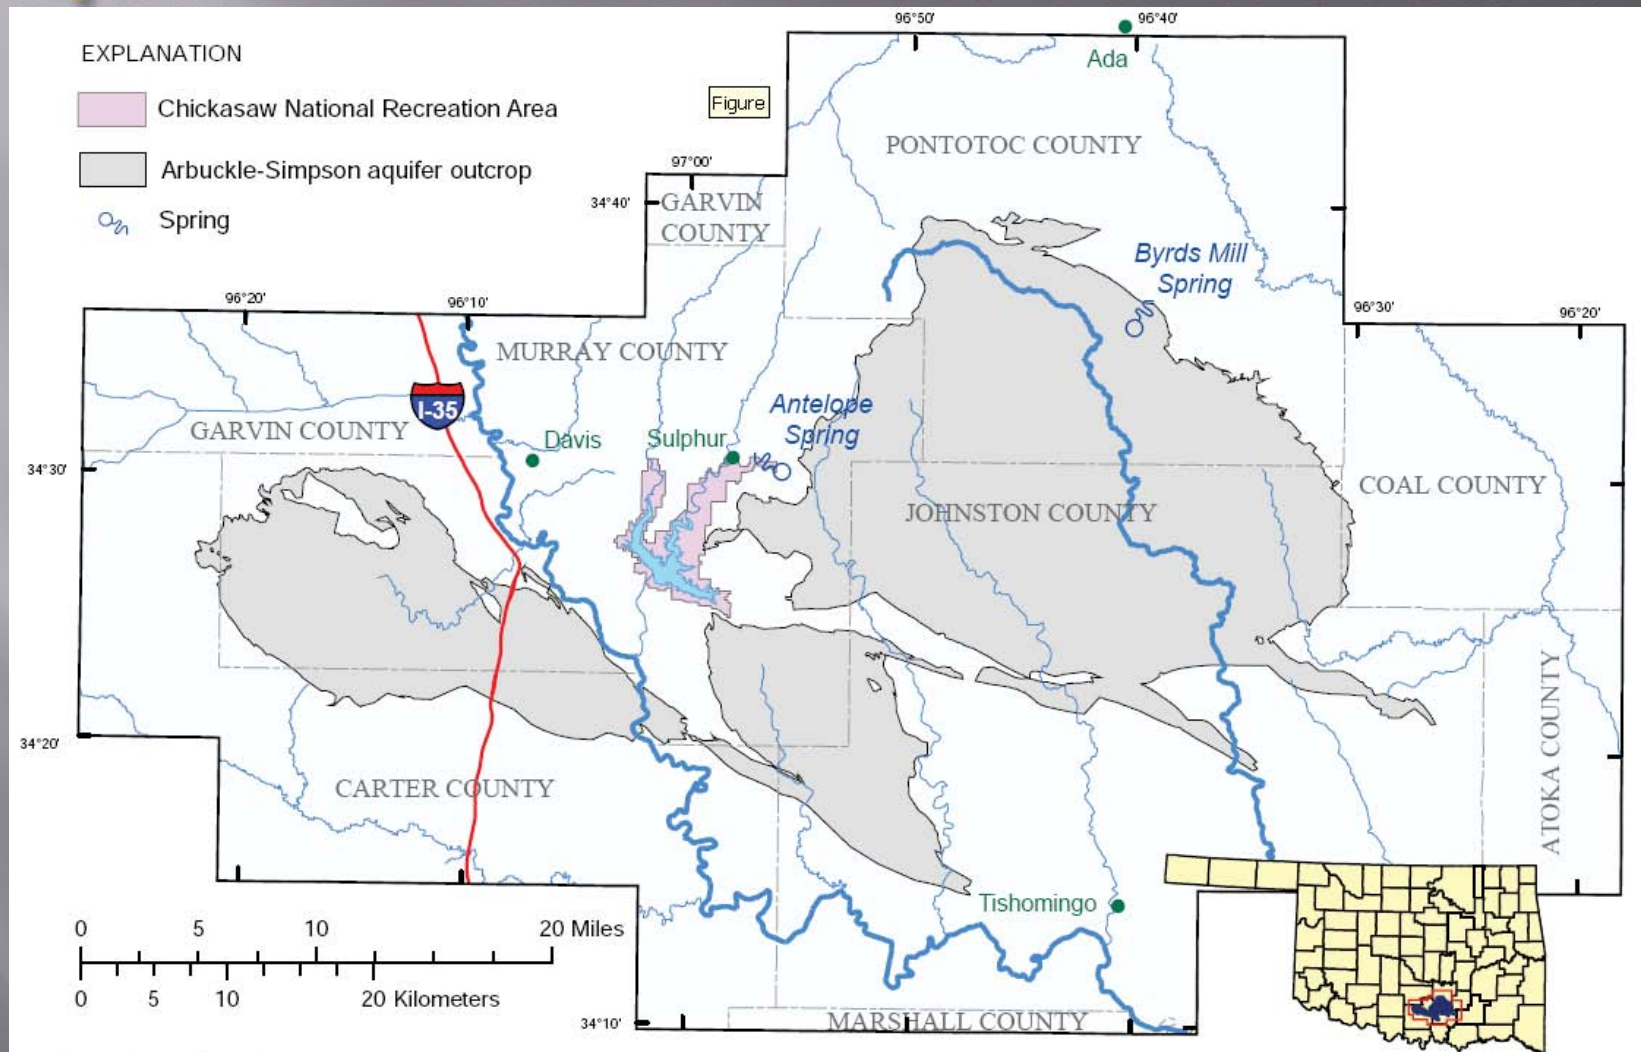 96°50'
96°40'
Ada
EXPLANATION
Chickasaw National Recreation Area
Figure
Arbuckle-Simpson aquifer outcrop
Spring
PONTOTOC COUNTY
97°00'
34°40'
GARVIN
COUNTY
Byrds Mill
Spring
96°20'
96°10'
96°30'
96°20'
MURRAY COUNTY
I-35
Antelope
Spring
GARVIN COUNTY
Davis
Sulphur
34°30'
COAL COUNTY
JOHNSTON COUNTY
34°20'
CARTER COUNTY
ATOKA COUNTY
Tishomingo
0 5 10 20 Miles
0 5 10 20 Kilometers
34°10'
MARSHALL COUNTY